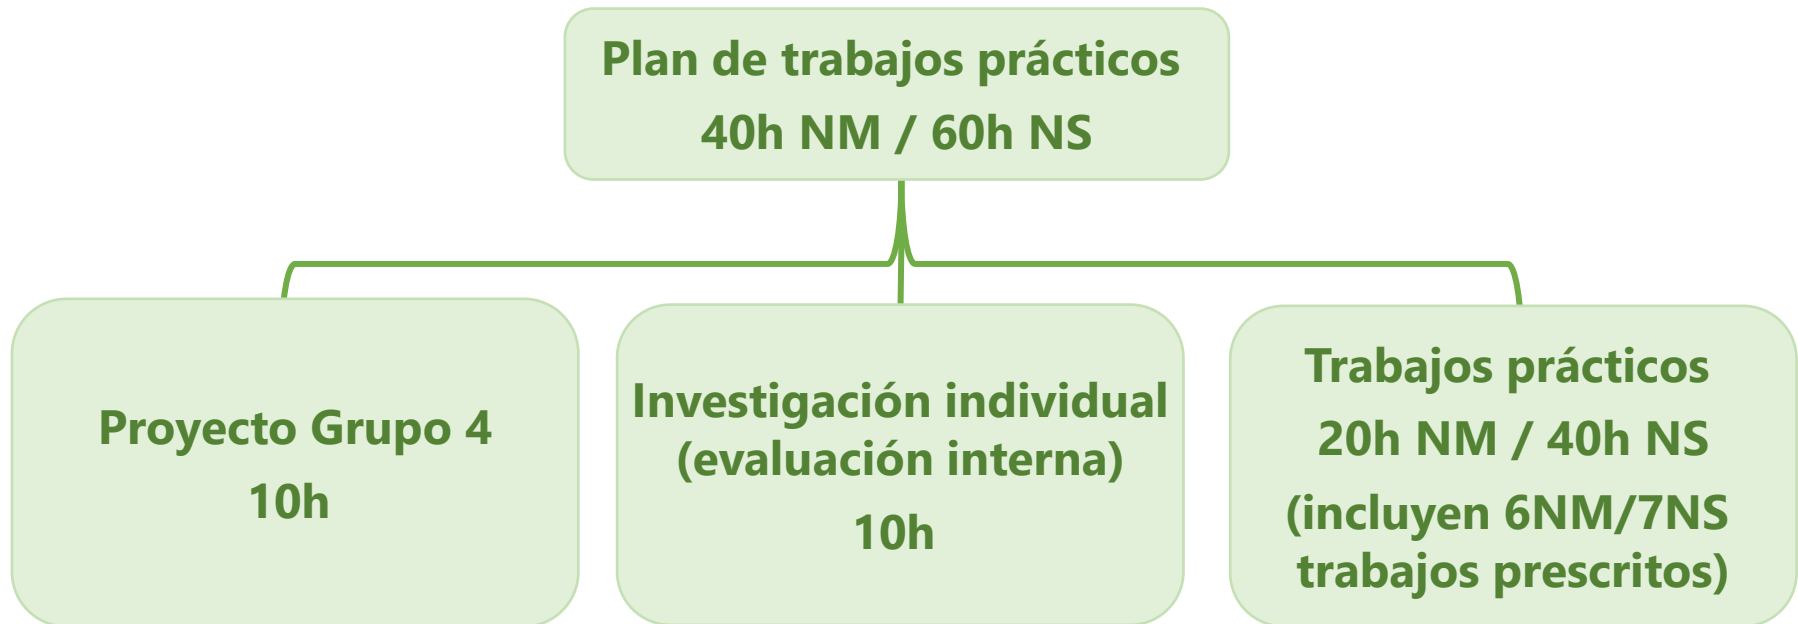 Plan de trabajos prácticos
40h NM / 60h NS
Proyecto Grupo 4
10h
Investigación individual
(evaluación interna)
10h
Trabajos prácticos
20h NM / 40h NS
(incluyen 6NM/7NS
trabajos prescritos)